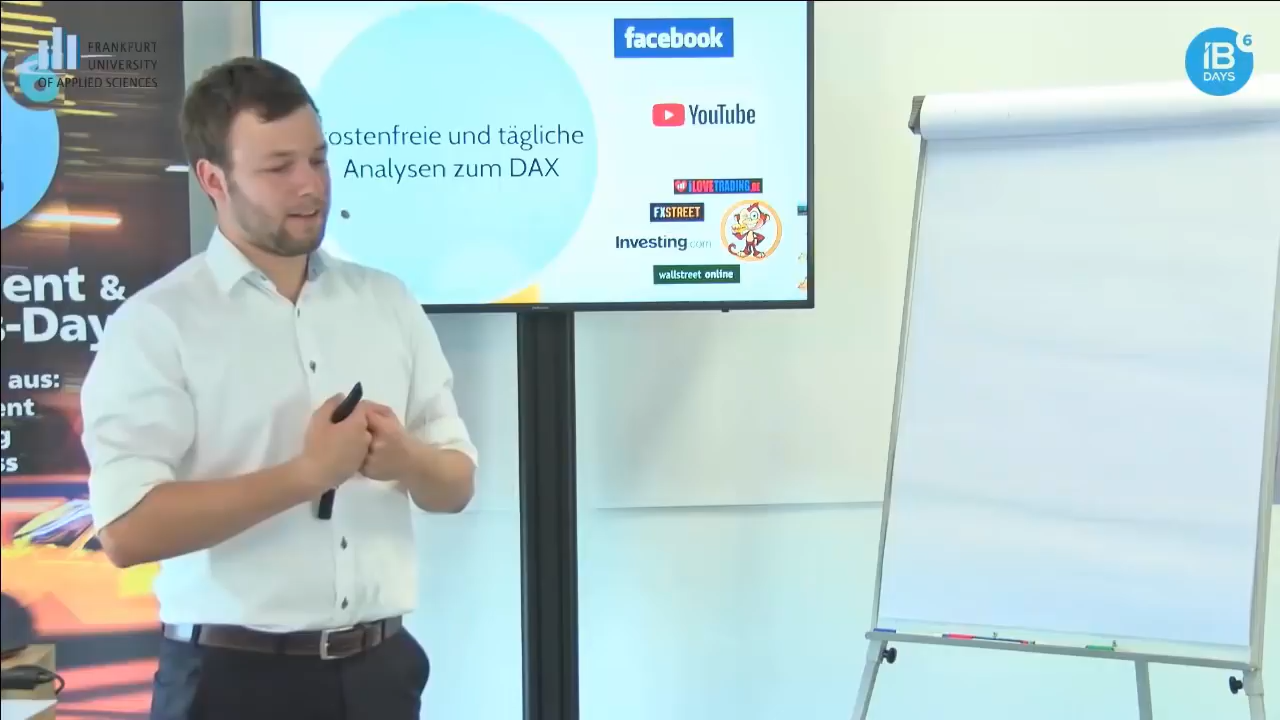 FRANKFURT
UNIVERSITY
OF APPLIED SCIENCES
ent &
s-Day
aus:
ent
g
ss
ostenfreie und tägliche
Analysen zum DAX
facebook
YouTube
iLOVETRADING.DE
FXSTREET
Investing.com
wallstreet online
iB
DAYS
6